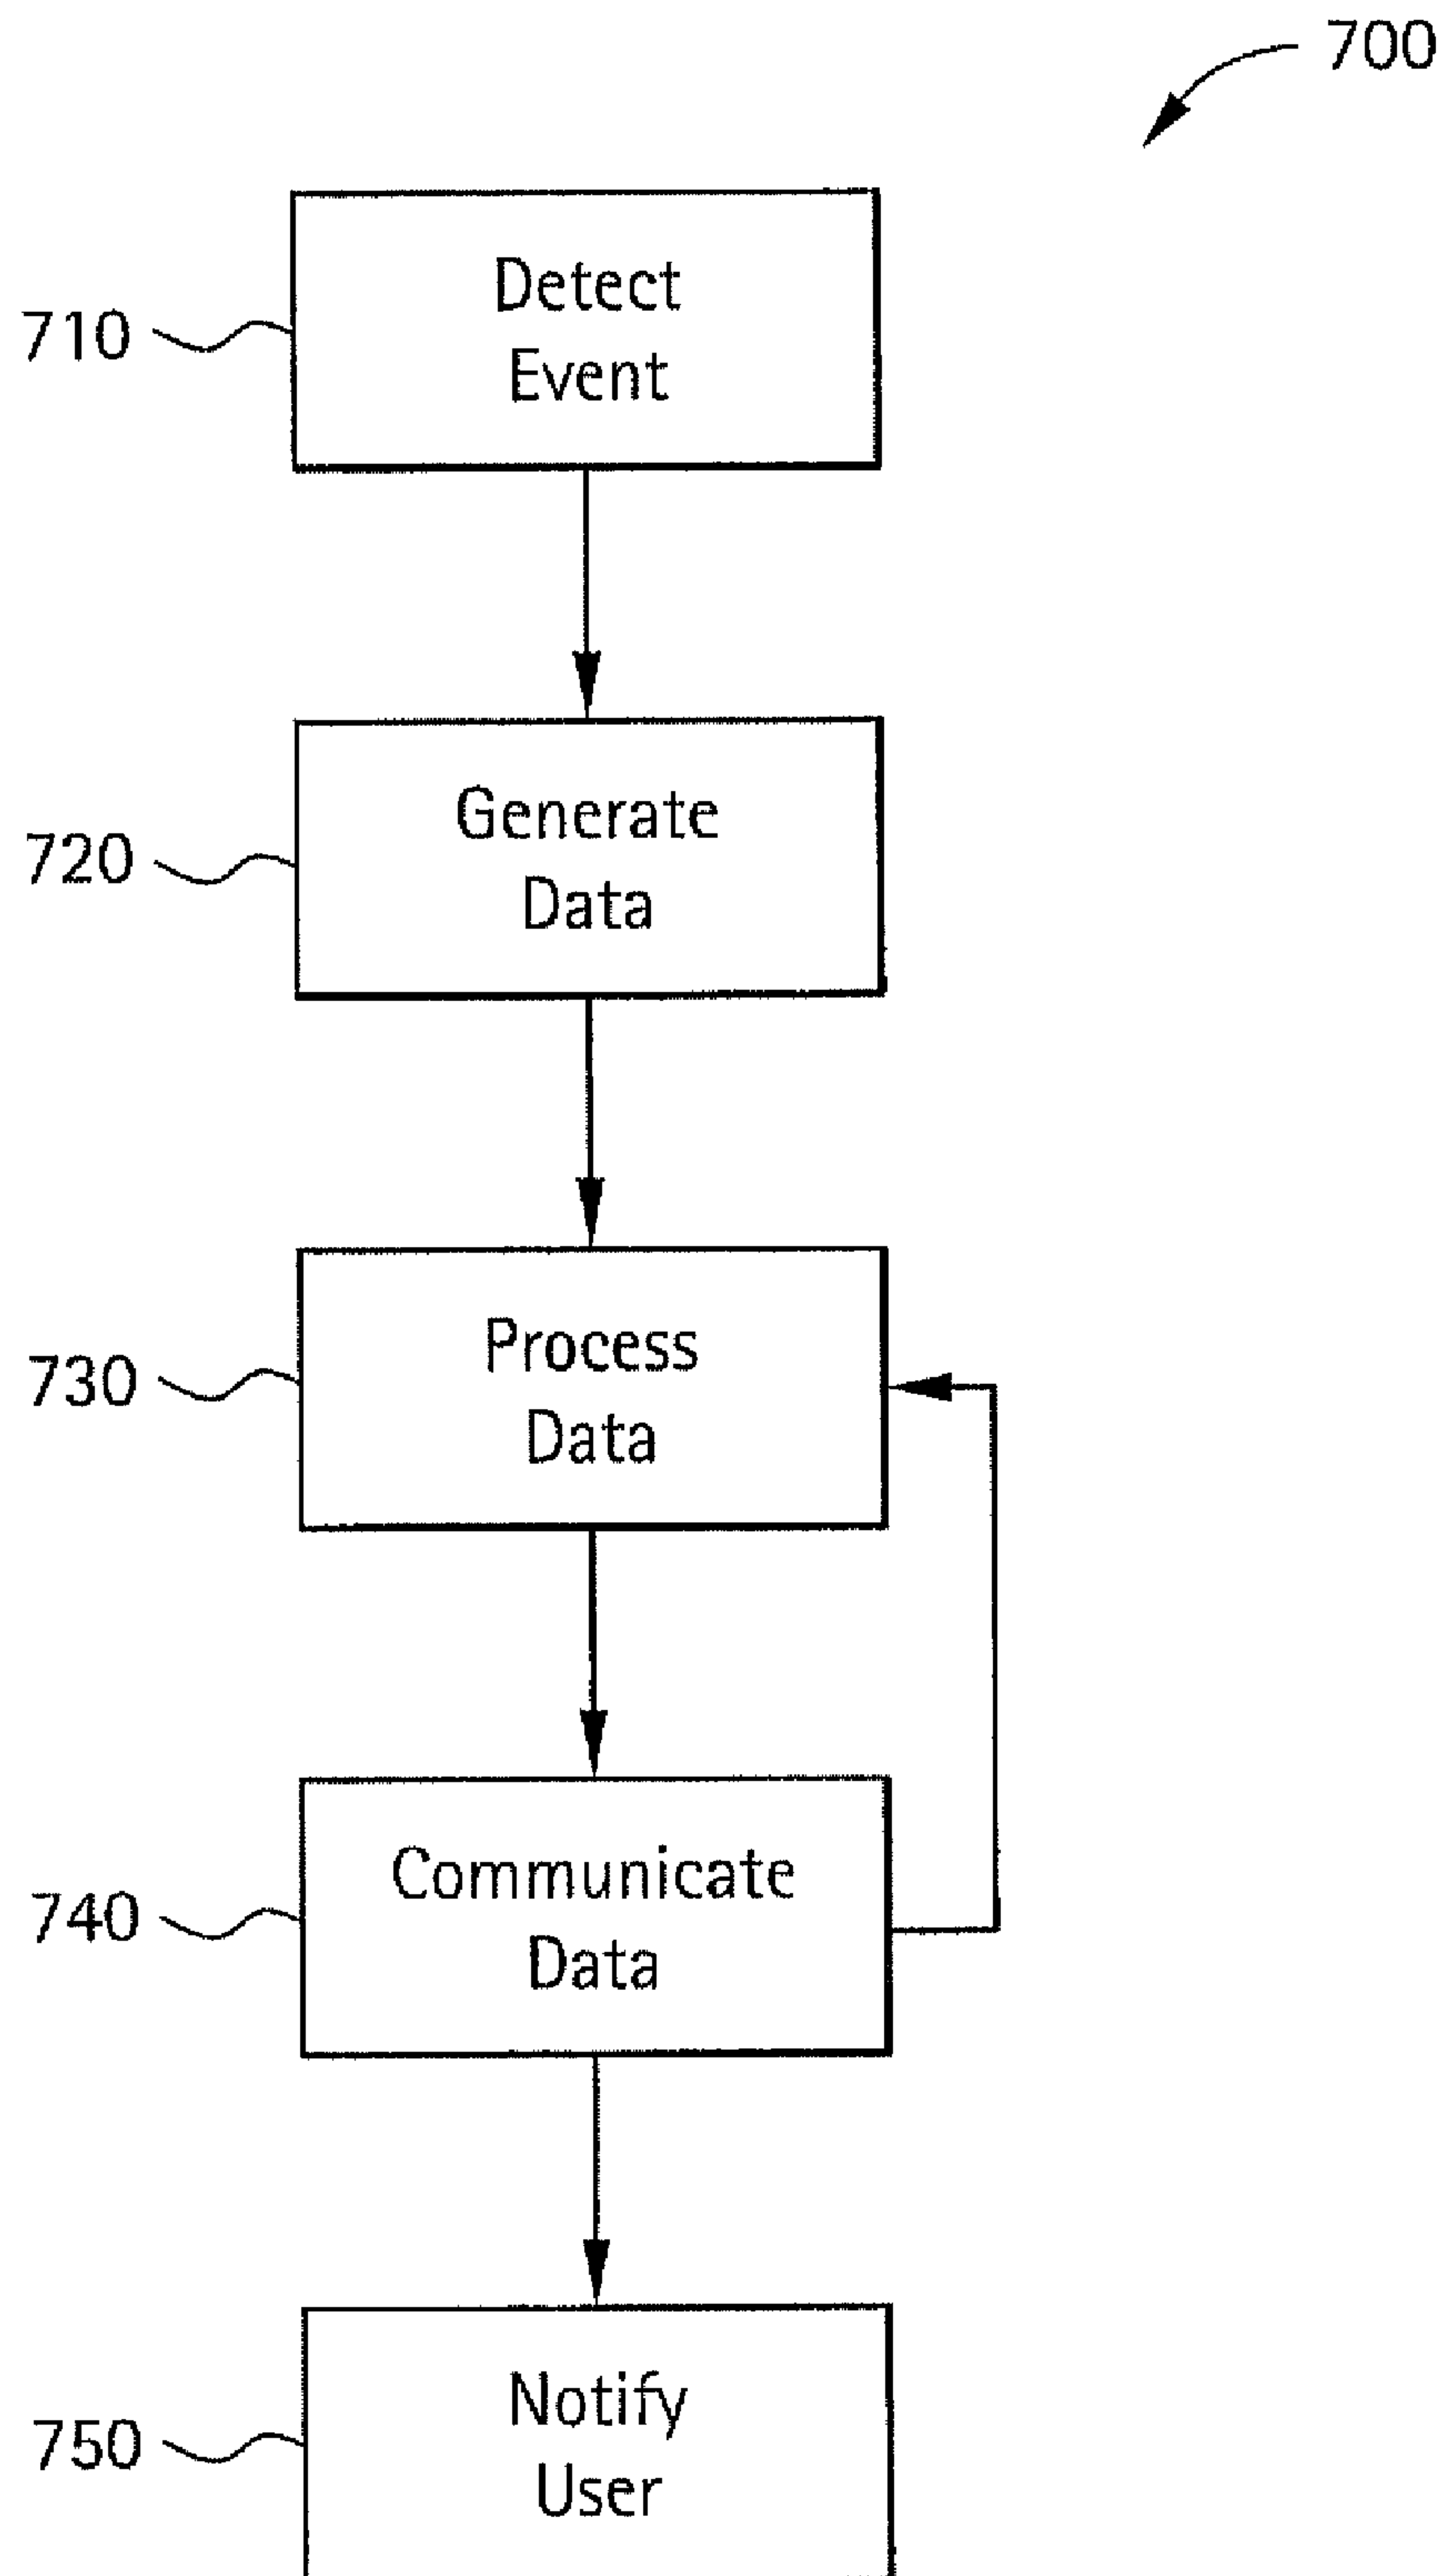 700
710
Detect
Event
720
Generate
Data
730
Process
Data
740
Communicate
Data
750
Notify
User